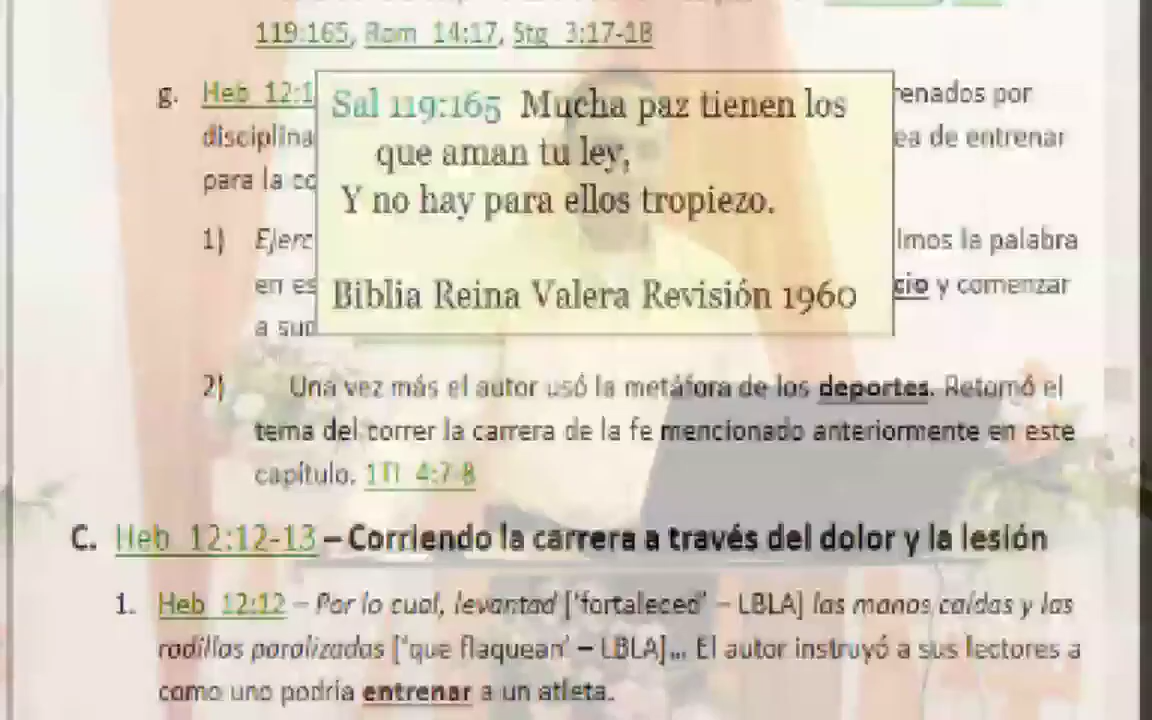 119:165, Rom 14:17, Stg 3:17-18
g. Heb 12:1
renados por
disciplina
ea de entrenar
para la co
Sal 119:165 Mucha paz tienen los
que aman tu ley,
Y no hay para ellos tropiezo.
Biblia Reina Valera Revisión 1960
1) Ejerc
lmos la palabra
en es
cio y comenzar
a sup
2) Una vez más el autor usó la metáfora de los deportes. Retomó el
tema del correr la carrera de la fe mencionado anteriormente en este
capítulo. 1TI 4:7-8
C. Heb 12:12-13 – Corriendo la carrera a través del dolor y la lesión
1. Heb 12:12 – Por lo cual, levantad ['fortaleced' – LBLA] las manos caídas y las
rodillas paralizadas ['que flaquean' – LBLA]... El autor instruyó a sus lectores a
como uno podría entrenar a un atleta.